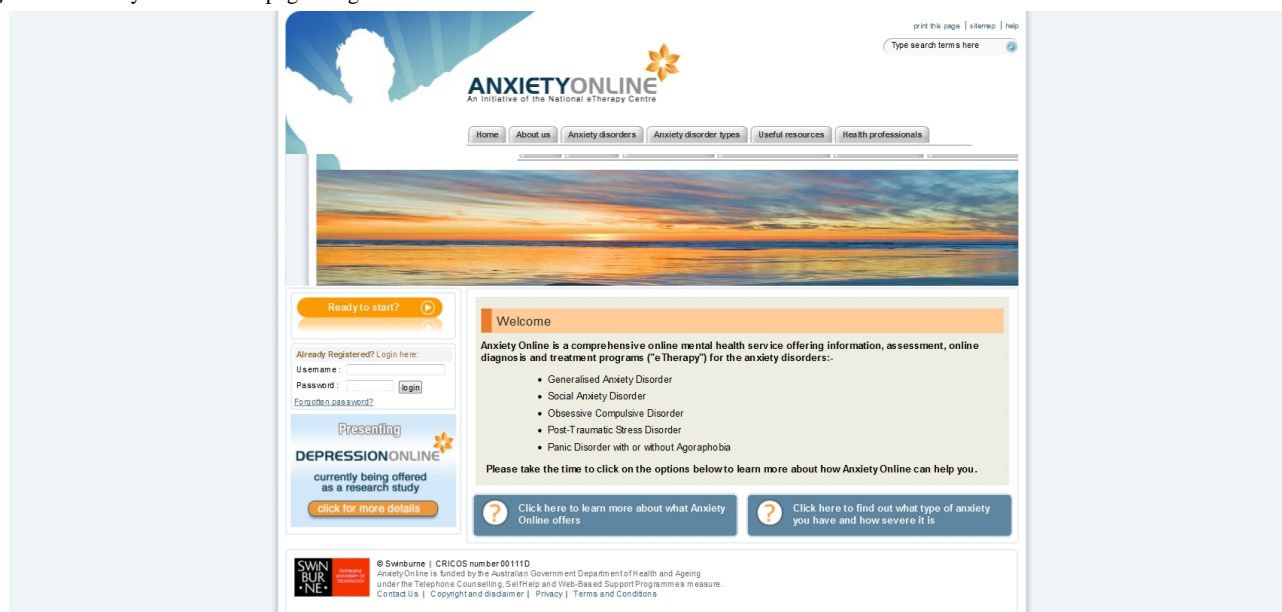 print this page | sitemap | help
Type search terms here
ANXIETYONLINE
An Initiative of the National eTherapy Centre
Home About us Anxiety disorders Anxiety disorder types Useful resources Health professionals
Ready to start?
Already Registered? Login here:
Username :
Password : login
Forgotten password?
Presenting
DEPRESSIONONLINE
currently being offered
as a research study
click for more details
Welcome
Anxiety Online is a comprehensive online mental health service offering information, assessment, online
diagnosis and treatment programs ("eTherapy") for the anxiety disorders:-
• Generalised Anxiety Disorder
• Social Anxiety Disorder
• Obsessive Compulsive Disorder
• Post-Traumatic Stress Disorder
• Panic Disorder with or without Agoraphobia
Please take the time to click on the options below to learn more about how Anxiety Online can help you.
? Click here to learn more about what Anxiety
Online offers
? Click here to find out what type of anxiety
you have and how severe it is
SWIN
BUR
• NE •
SWINBURNE
UNIVERSITY OF
TECHNOLOGY
© Swinburne | CRICOS number 00111D
Anxiety Online is funded by the Australian Government Department of Health and Ageing
under the Telephone Counselling, Self Help and Web-Based Support Programmes measure.
Contact Us | Copyright and disclaimer | Privacy | Terms and Conditions